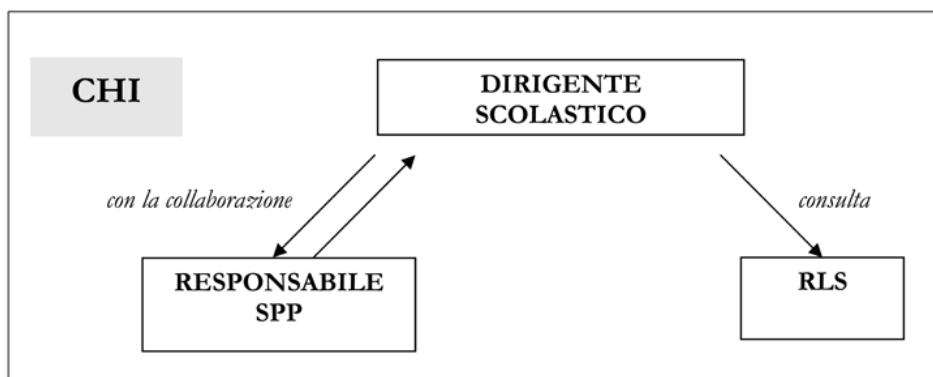 CHI
DIRIGENTE
SCOLASTICO
con la collaborazione
consulta
RESPONSABILE
SPP
RLS